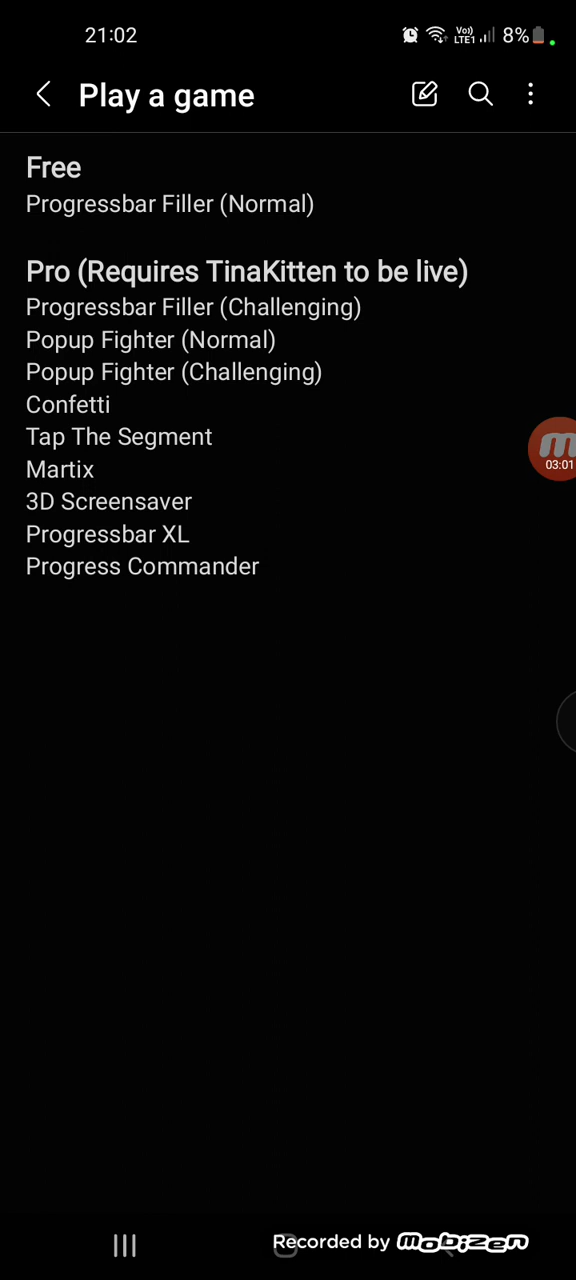 21:02
Vo)) LTE1 8%
Play a game
Free
Progressbar Filler (Normal)
Pro (Requires TinaKitten to be live)
Progressbar Filler (Challenging)
Popup Fighter (Normal)
Popup Fighter (Challenging)
Confetti
Tap The Segment
Martix
3D Screensaver
Progressbar XL
Progress Commander
m
03:01
Recorded by mobizen